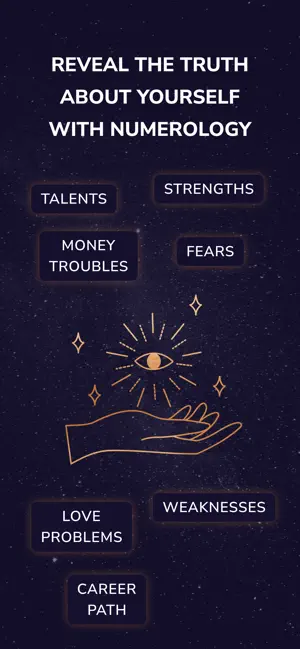 REVEAL THE TRUTH
ABOUT YOURSELF
WITH NUMEROLOGY
TALENTS
STRENGTHS
MONEY
TROUBLES
FEARS
LOVE
PROBLEMS
WEAKNESSES
CAREER
PATH